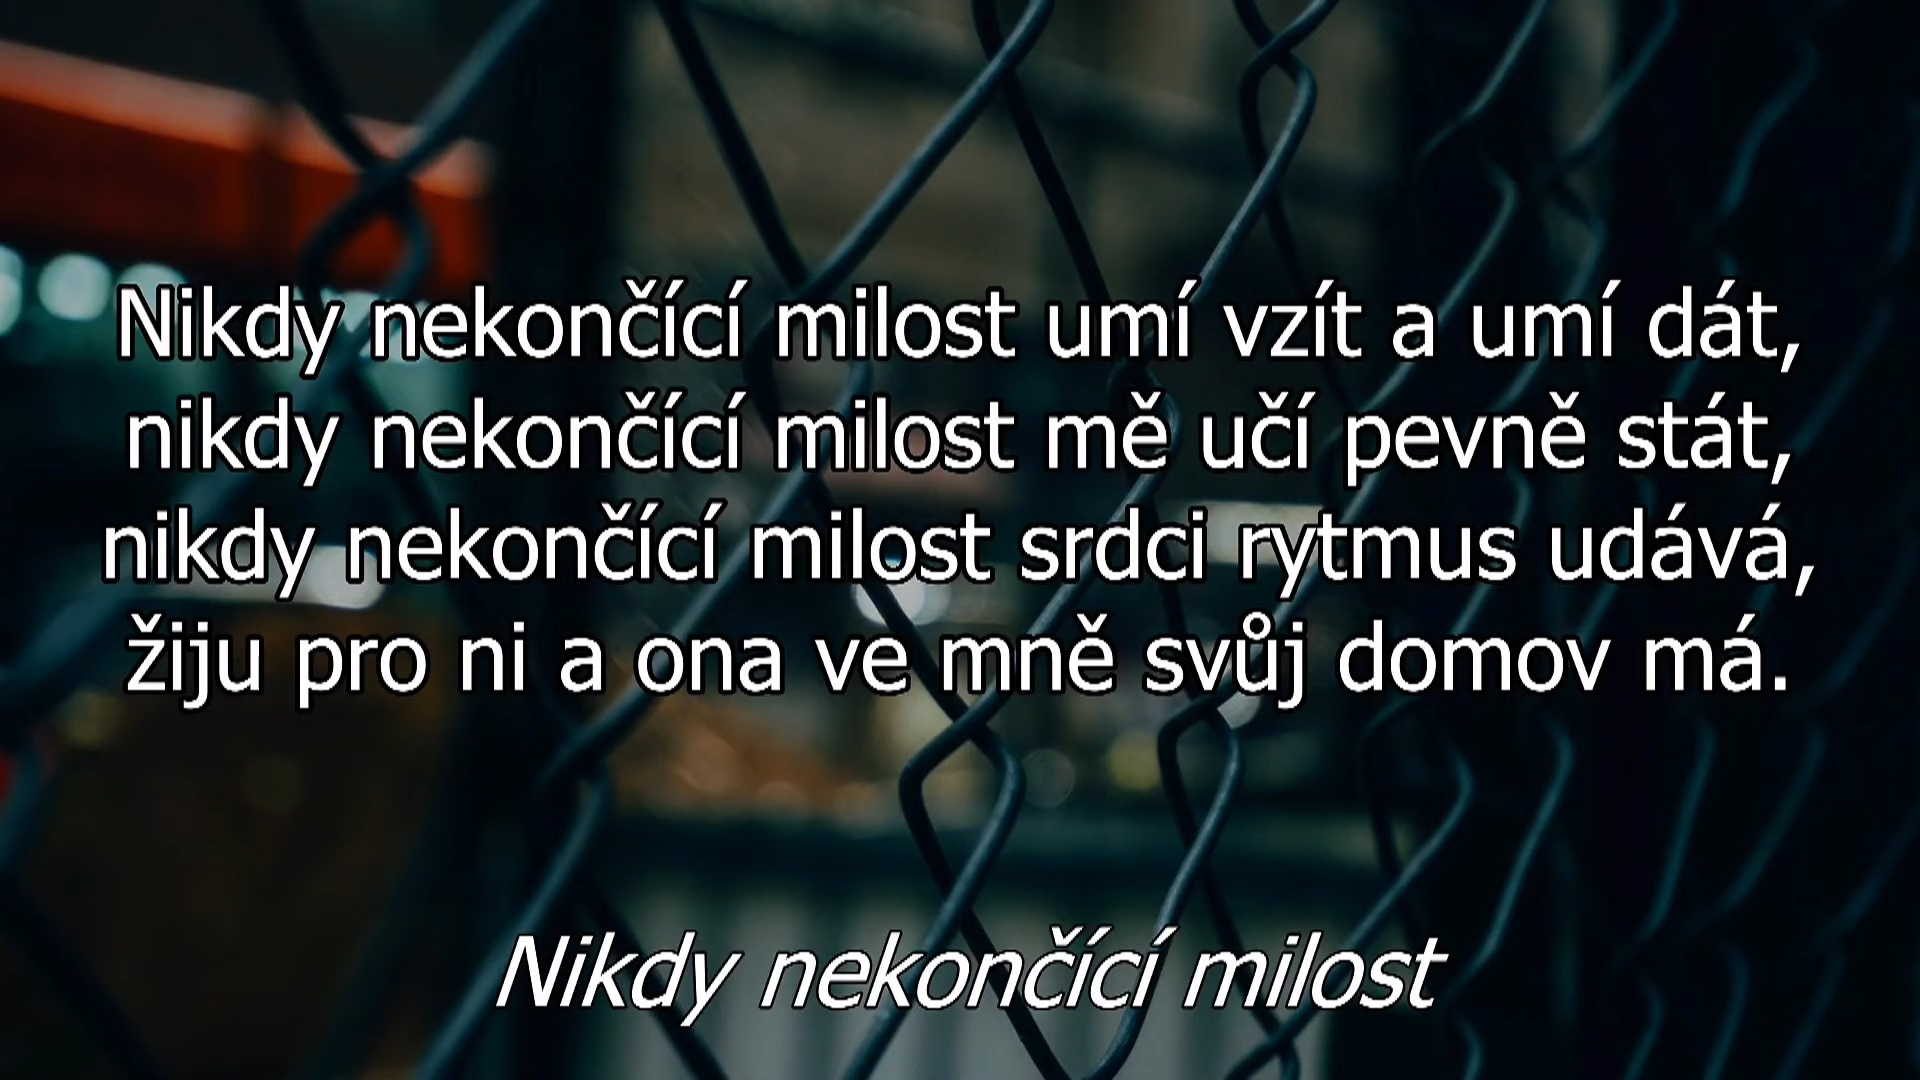 Nikdy nekončící milost umí vzít a umí dát,
nikdy nekončící milost mě učí pevně stát,
nikdy nekončící milost srdci rytmus udává,
žiju pro ni a ona ve mně svůj domov má.
Nikdy nekončící milost